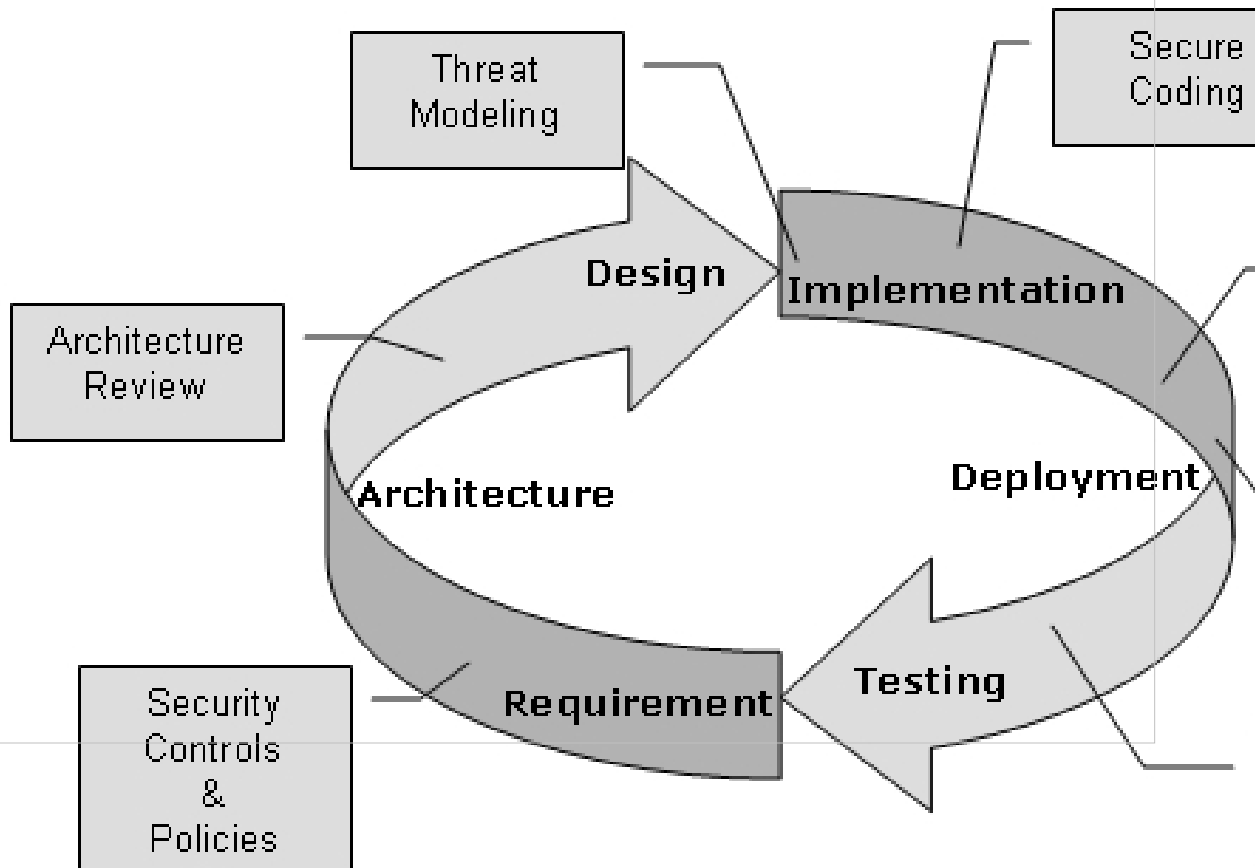 Threat
Modeling
Secure
Coding
Design
Implementation
Architecture
Review
Architecture
Deployment
Testing
Requirement
Security
Controls
&
Policies